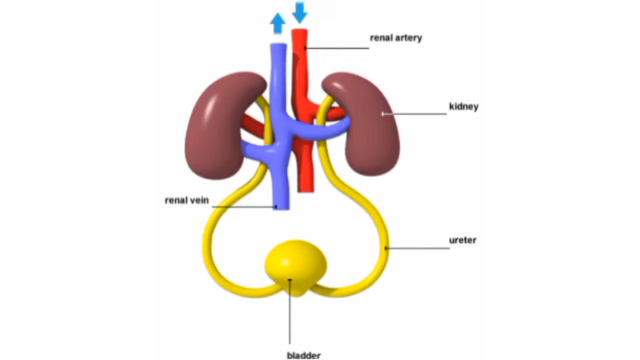 renal artery
kidney
renal vein
ureter
bladder